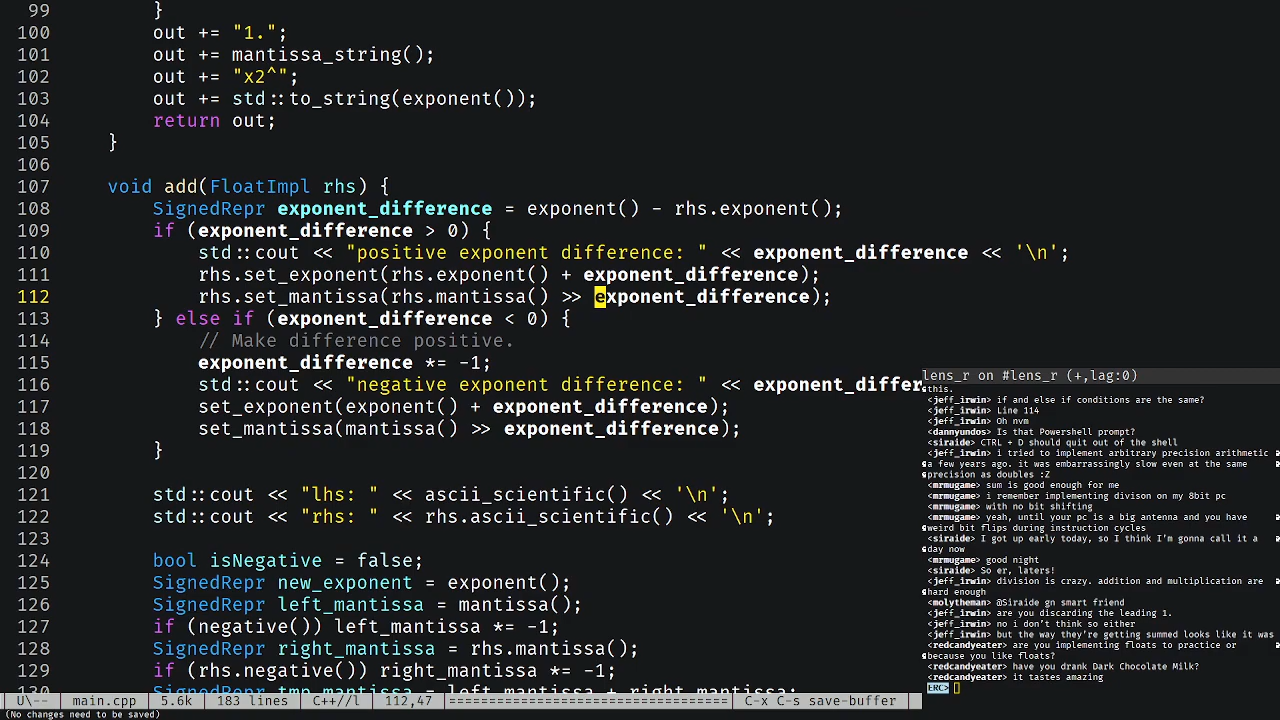 99 }
100 out += "1.";
101 out += mantissa_string();
102 out += "x2^";
103 out += std::to_string(exponent());
104 return out;
105 }
106
107 void add(FloatImpl rhs) {
108 SignedRepr exponent_difference = exponent() - rhs.exponent();
109 if (exponent_difference > 0) {
110 std::cout << "positive exponent difference: " << exponent_difference << '\n';
111 rhs.set_exponent(rhs.exponent() + exponent_difference);
112 rhs.set_mantissa(rhs.mantissa() >> exponent_difference);
113 } else if (exponent_difference < 0) {
114 // Make difference positive.
115 exponent_difference *= -1;
116 std::cout << "negative exponent difference: " << exponent_differ
117 set_exponent(exponent() + exponent_difference);
118 set_mantissa(mantissa() >> exponent_difference);
119 }
120
121 std::cout << "lhs: " << ascii_scientific() << '\n';
122 std::cout << "rhs: " << rhs.ascii_scientific() << '\n';
123
124 bool isNegative = false;
125 SignedRepr new_exponent = exponent();
126 SignedRepr left_mantissa = mantissa();
127 if (negative()) left_mantissa *= -1;
128 SignedRepr right_mantissa = rhs.mantissa();
129 if (rhs.negative()) right_mantissa *= -1;
130 SignedRepr tmp_mantissa = left_mantissa + right_mantissa;
U\-- main.cpp 5.6k 183 lines C++//l 112,47 C-x C-s save-buffer
(No changes need to be saved)
lens_r on #lens_r (+,lag:0)
this.
<jeff_irwin> if and else if conditions are the same?
<jeff_irwin> Line 114
<jeff_irwin> Oh nvm
<dannyundos> Is that Powershell prompt?
<siraide> CTRL + D should quit out of the shell
<jeff_irwin> i tried to implement arbitrary precision arithmetic
a few years ago. it was embarrassingly slow even at the same
precision as doubles :Z
<mrmugame> sum is good enough for me
<mrmugame> i remember implementing divison on my 8bit pc
<mrmugame> with no bit shifting
<mrmugame> yeah, until your pc is a big antenna and you have
weird bit flips during instruction cycles
<siraide> I got up early today, so I think I'm gonna call it a
day now
<mrmugame> good night
<siraide> So er, laters!
<jeff_irwin> division is crazy. addition and multiplication are
hard enough
<molytheman> @Siraide gn smart friend
<jeff_irwin> are you discarding the leading 1.
<jeff_irwin> no i don't think so either
<jeff_irwin> but the way they're getting summed looks like it was
<redcandyeater> are you implementing floats to practice or
because you like floats?
<redcandyeater> have you drank Dark Chocolate Milk?
<redcandyeater> it tastes amazing
ERC>